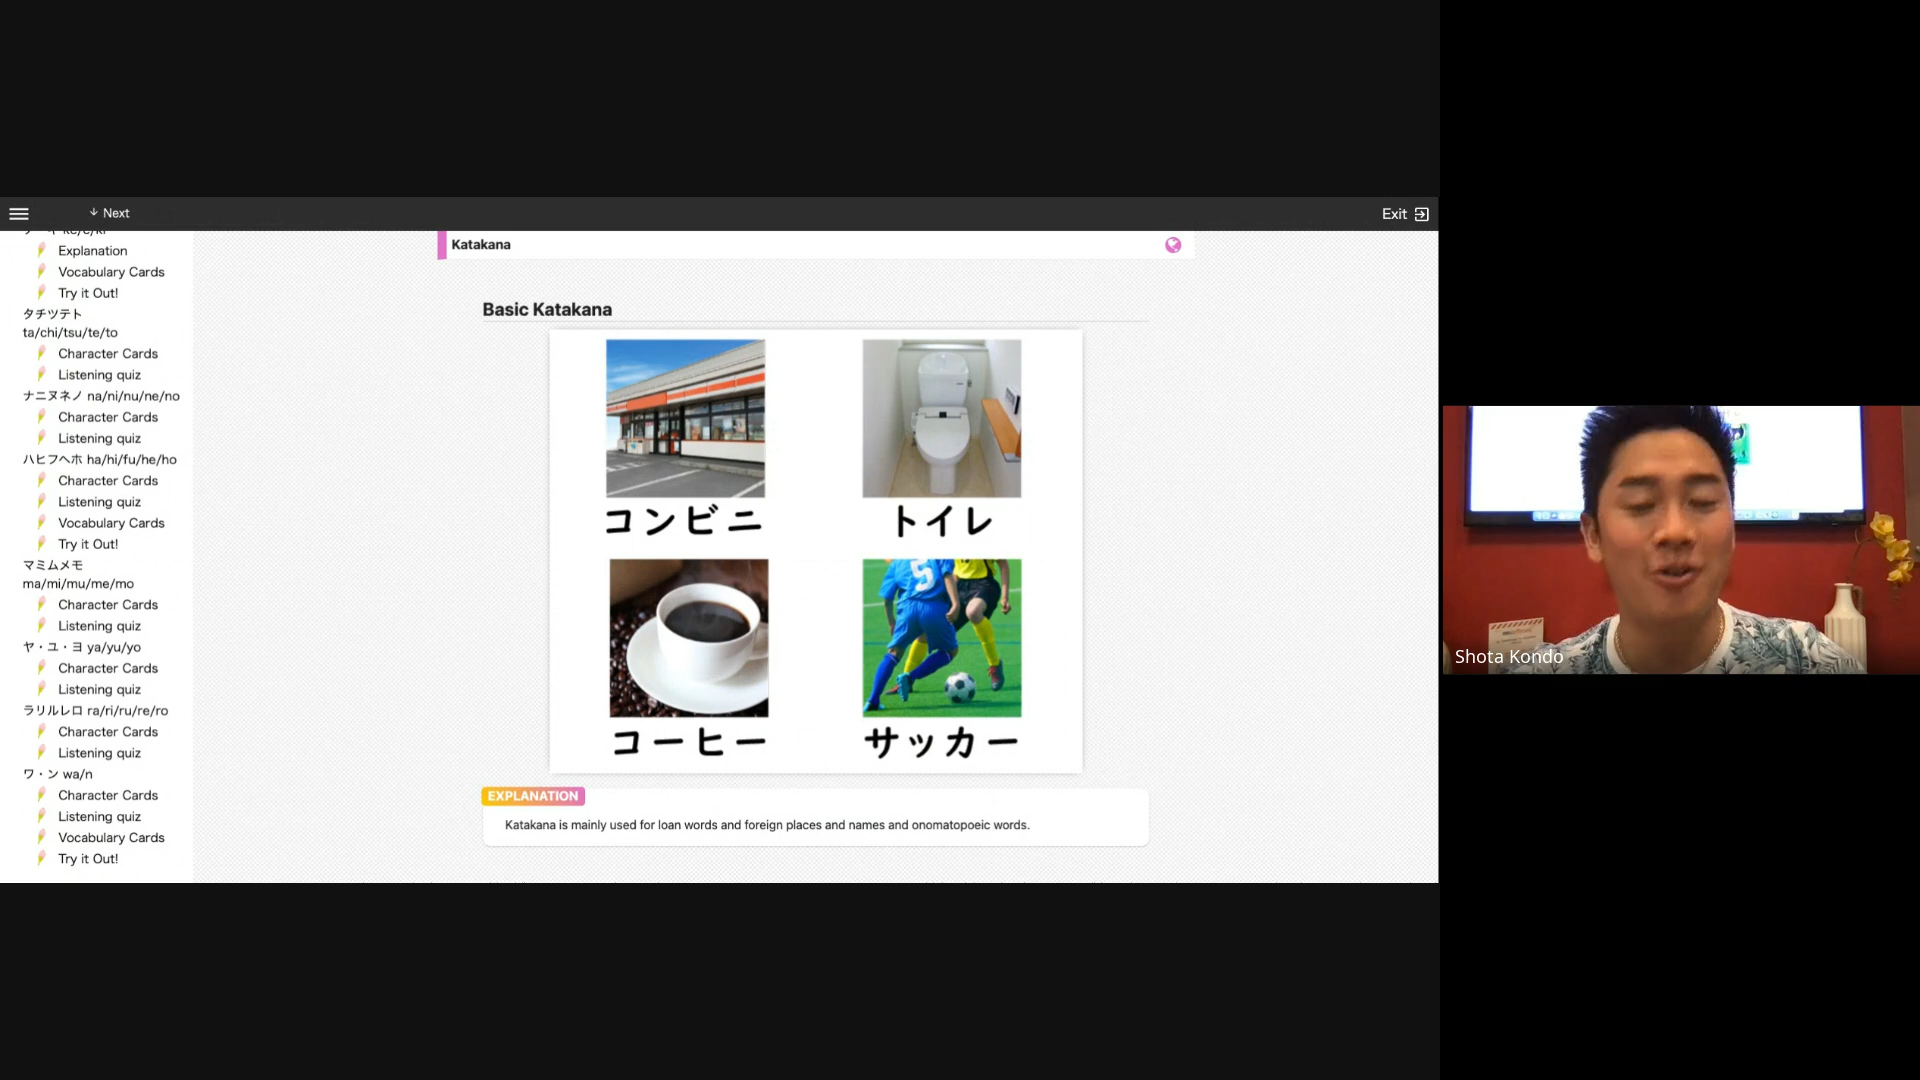 Next
Exit
Explanation
Vocabulary Cards
Try it Out!
タチツテト
ta/chi/tsu/te/to
Character Cards
Listening quiz
ナニヌネノ na/ni/nu/ne/no
Character Cards
Listening quiz
ハヒフヘホ ha/hi/fu/he/ho
Character Cards
Listening quiz
Vocabulary Cards
Try it Out!
マミムメモ
ma/mi/mu/me/mo
Character Cards
Listening quiz
ヤ・ユ・ヨ ya/yu/yo
Character Cards
Listening quiz
ラリルレロ ra/ri/ru/re/ro
Character Cards
Listening quiz
ワ・ン wa/n
Character Cards
Listening quiz
Vocabulary Cards
Try it Out!
Katakana
Basic Katakana
コンビニ
トイレ
5
コーヒー
サッカー
EXPLANATION
Katakana is mainly used for loan words and foreign places and names and onomatopoeic words.
Shota Kondo